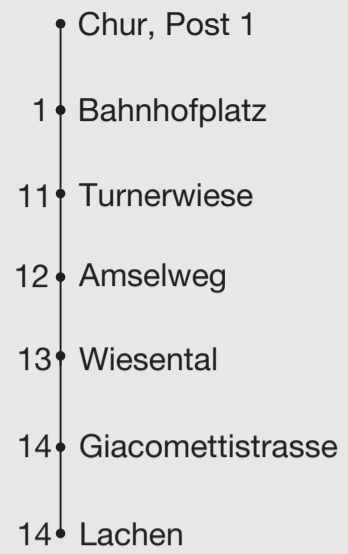 Chur, Post 1
1 Bahnhofplatz
11 Turnerwiese
12 Amselweg
13 Wiesental
14 Giacomettistrasse
14 Lachen